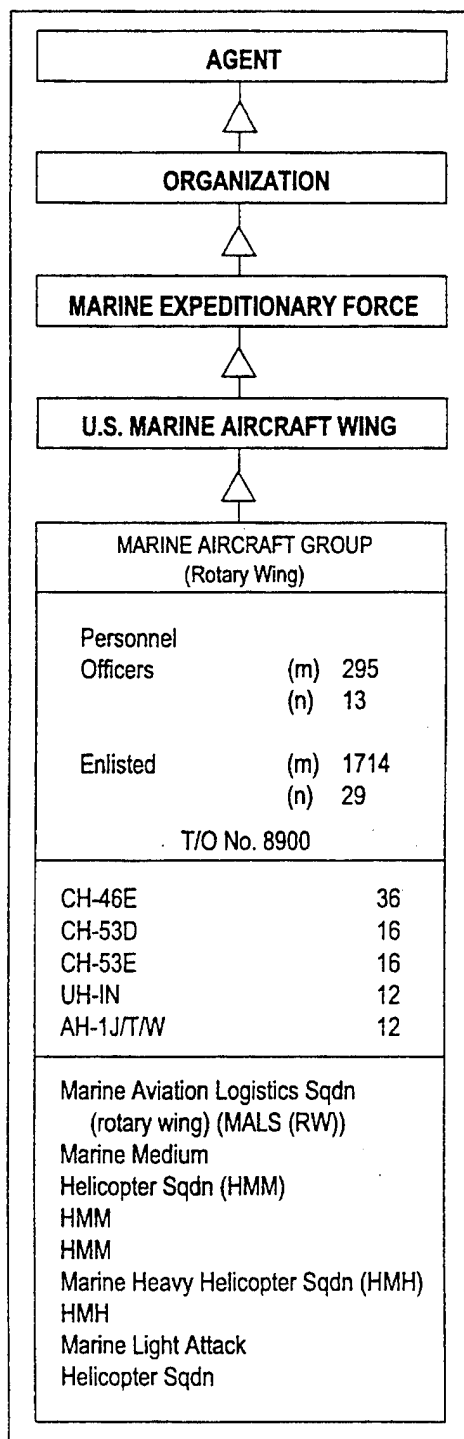 AGENT
ORGANIZATION
MARINE EXPEDITIONARY FORCE
U.S. MARINE AIRCRAFT WING
MARINE AIRCRAFT GROUP
(Rotary Wing)
Personnel
Officers (m) 295
(n) 13
Enlisted (m) 1714
(n) 29
T/O No. 8900
CH-46E 36
CH-53D 16
CH-53E 16
UH-IN 12
AH-1J/T/W 12
Marine Aviation Logistics Sqdn
(rotary wing) (MALS (RW))
Marine Medium
Helicopter Sqdn (HMM)
HMM
HMM
Marine Heavy Helicopter Sqdn (HMH)
HMH
Marine Light Attack
Helicopter Sqdn